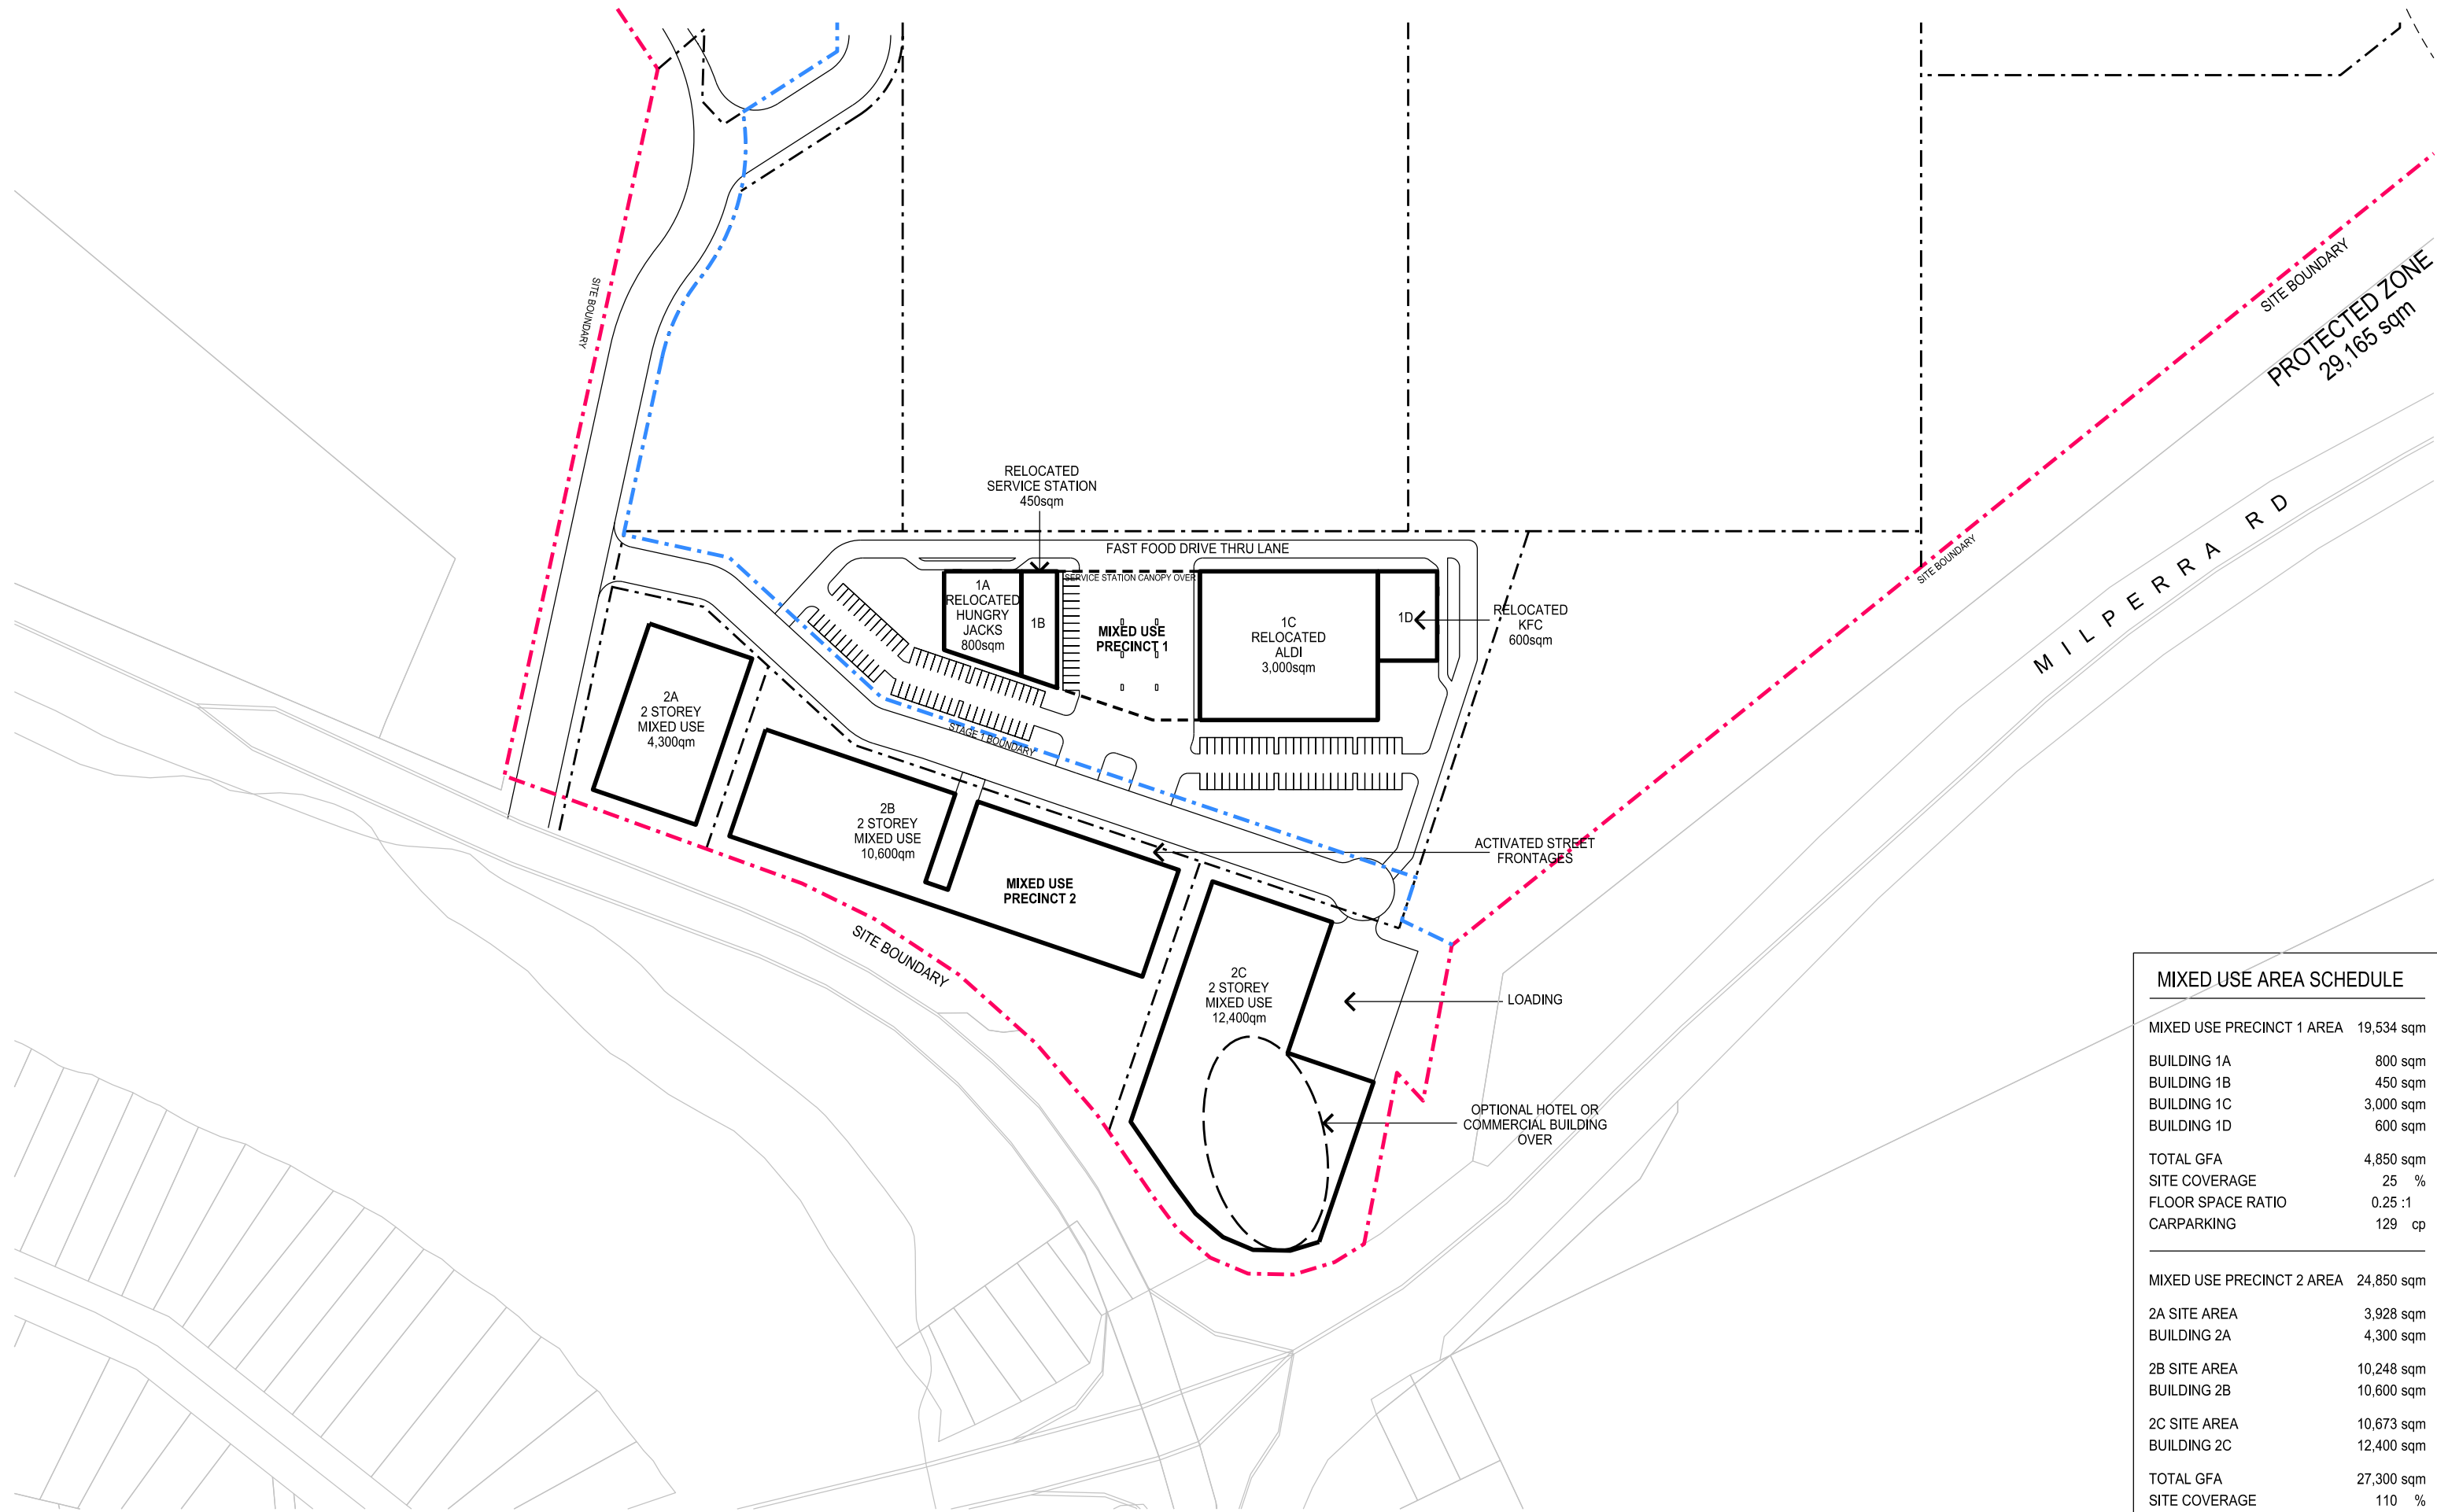 SITE BOUNDARY
SITE BOUNDARY
PROTECTED ZONE
29,165 sqm
MILPERRA RD
SITE BOUNDARY
RELOCATED
SERVICE STATION
450sqm
FAST FOOD DRIVE THRU LANE
SERVICE STATION CANOPY OVER
1A
RELOCATED
HUNGRY
JACKS
800sqm
1B
MIXED USE
PRECINCT 1
1C
RELOCATED
ALDI
3,000sqm
1D
RELOCATED
KFC
600sqm
2A
2 STOREY
MIXED USE
4,300qm
STAGE 1 BOUNDARY
2B
2 STOREY
MIXED USE
10,600qm
ACTIVATED STREET
FRONTAGES
MIXED USE
PRECINCT 2
SITE BOUNDARY
2C
2 STOREY
MIXED USE
12,400qm
LOADING
OPTIONAL HOTEL OR
COMMERCIAL BUILDING
OVER
MIXED USE AREA SCHEDULE
MIXED USE PRECINCT 1 AREA 19,534 sqm
BUILDING 1A 800 sqm
BUILDING 1B 450 sqm
BUILDING 1C 3,000 sqm
BUILDING 1D 600 sqm
TOTAL GFA 4,850 sqm
SITE COVERAGE 25 %
FLOOR SPACE RATIO 0.25 :1
CARPARKING 129 cp
MIXED USE PRECINCT 2 AREA 24,850 sqm
2A SITE AREA 3,928 sqm
BUILDING 2A 4,300 sqm
2B SITE AREA 10,248 sqm
BUILDING 2B 10,600 sqm
2C SITE AREA 10,673 sqm
BUILDING 2C 12,400 sqm
TOTAL GFA 27,300 sqm
SITE COVERAGE 110 %